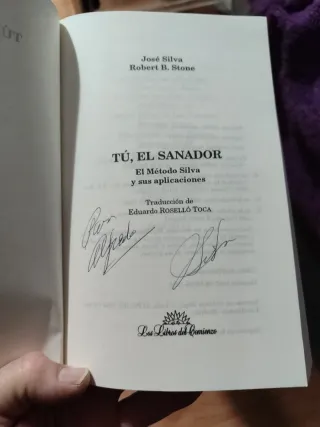 José Silva
Robert B. Stone
TÚ, EL SANADOR
El Método Silva
y sus aplicaciones
Traducción de
Eduardo ROSELLÓ TOCA
Alfredo
Los Libros del Comienzo